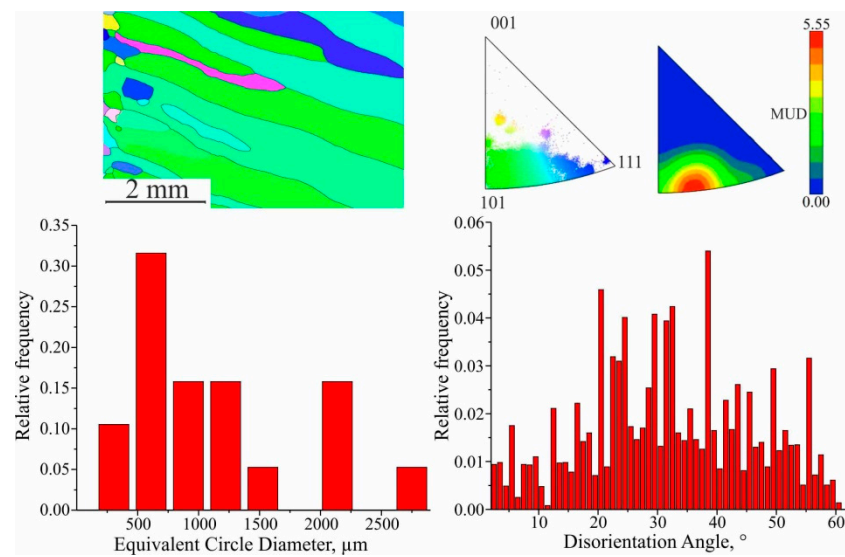 2 mm
001
111
101
5.55
MUD
0.00
0.35
0.30
0.25
0.20
0.15
0.10
0.05
0.00
Relative frequency
500 1000 1500 2000 2500
Equivalent Circle Diameter, µm
0.06
0.05
0.04
0.03
0.02
0.01
0.00
Relative frequency
10 20 30 40 50 60
Disorientation Angle, °